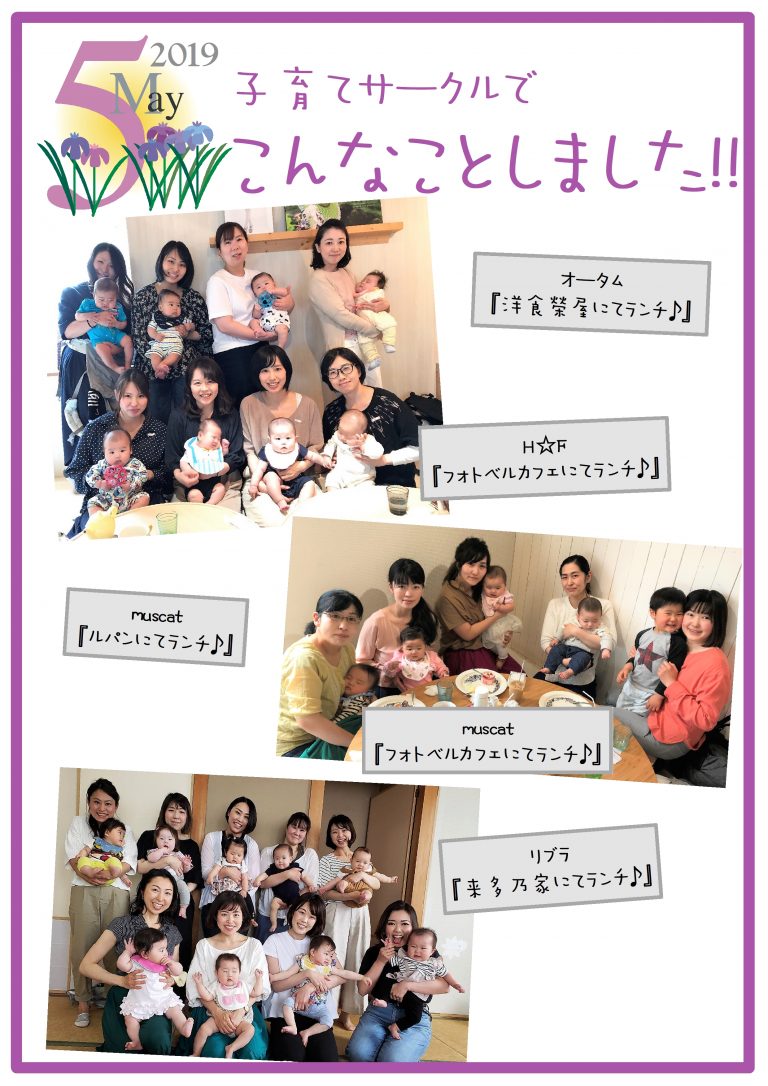 5
2019
May
子育てサークルで
こんなことしました!!
オータム
『洋食榮屋にてランチ♪』
H☆F
『フォトベルカフェにてランチ♪』
muscat
『ルパンにてランチ♪』
muscat
『フォトベルカフェにてランチ♪』
リブラ
『来多乃家にてランチ♪』